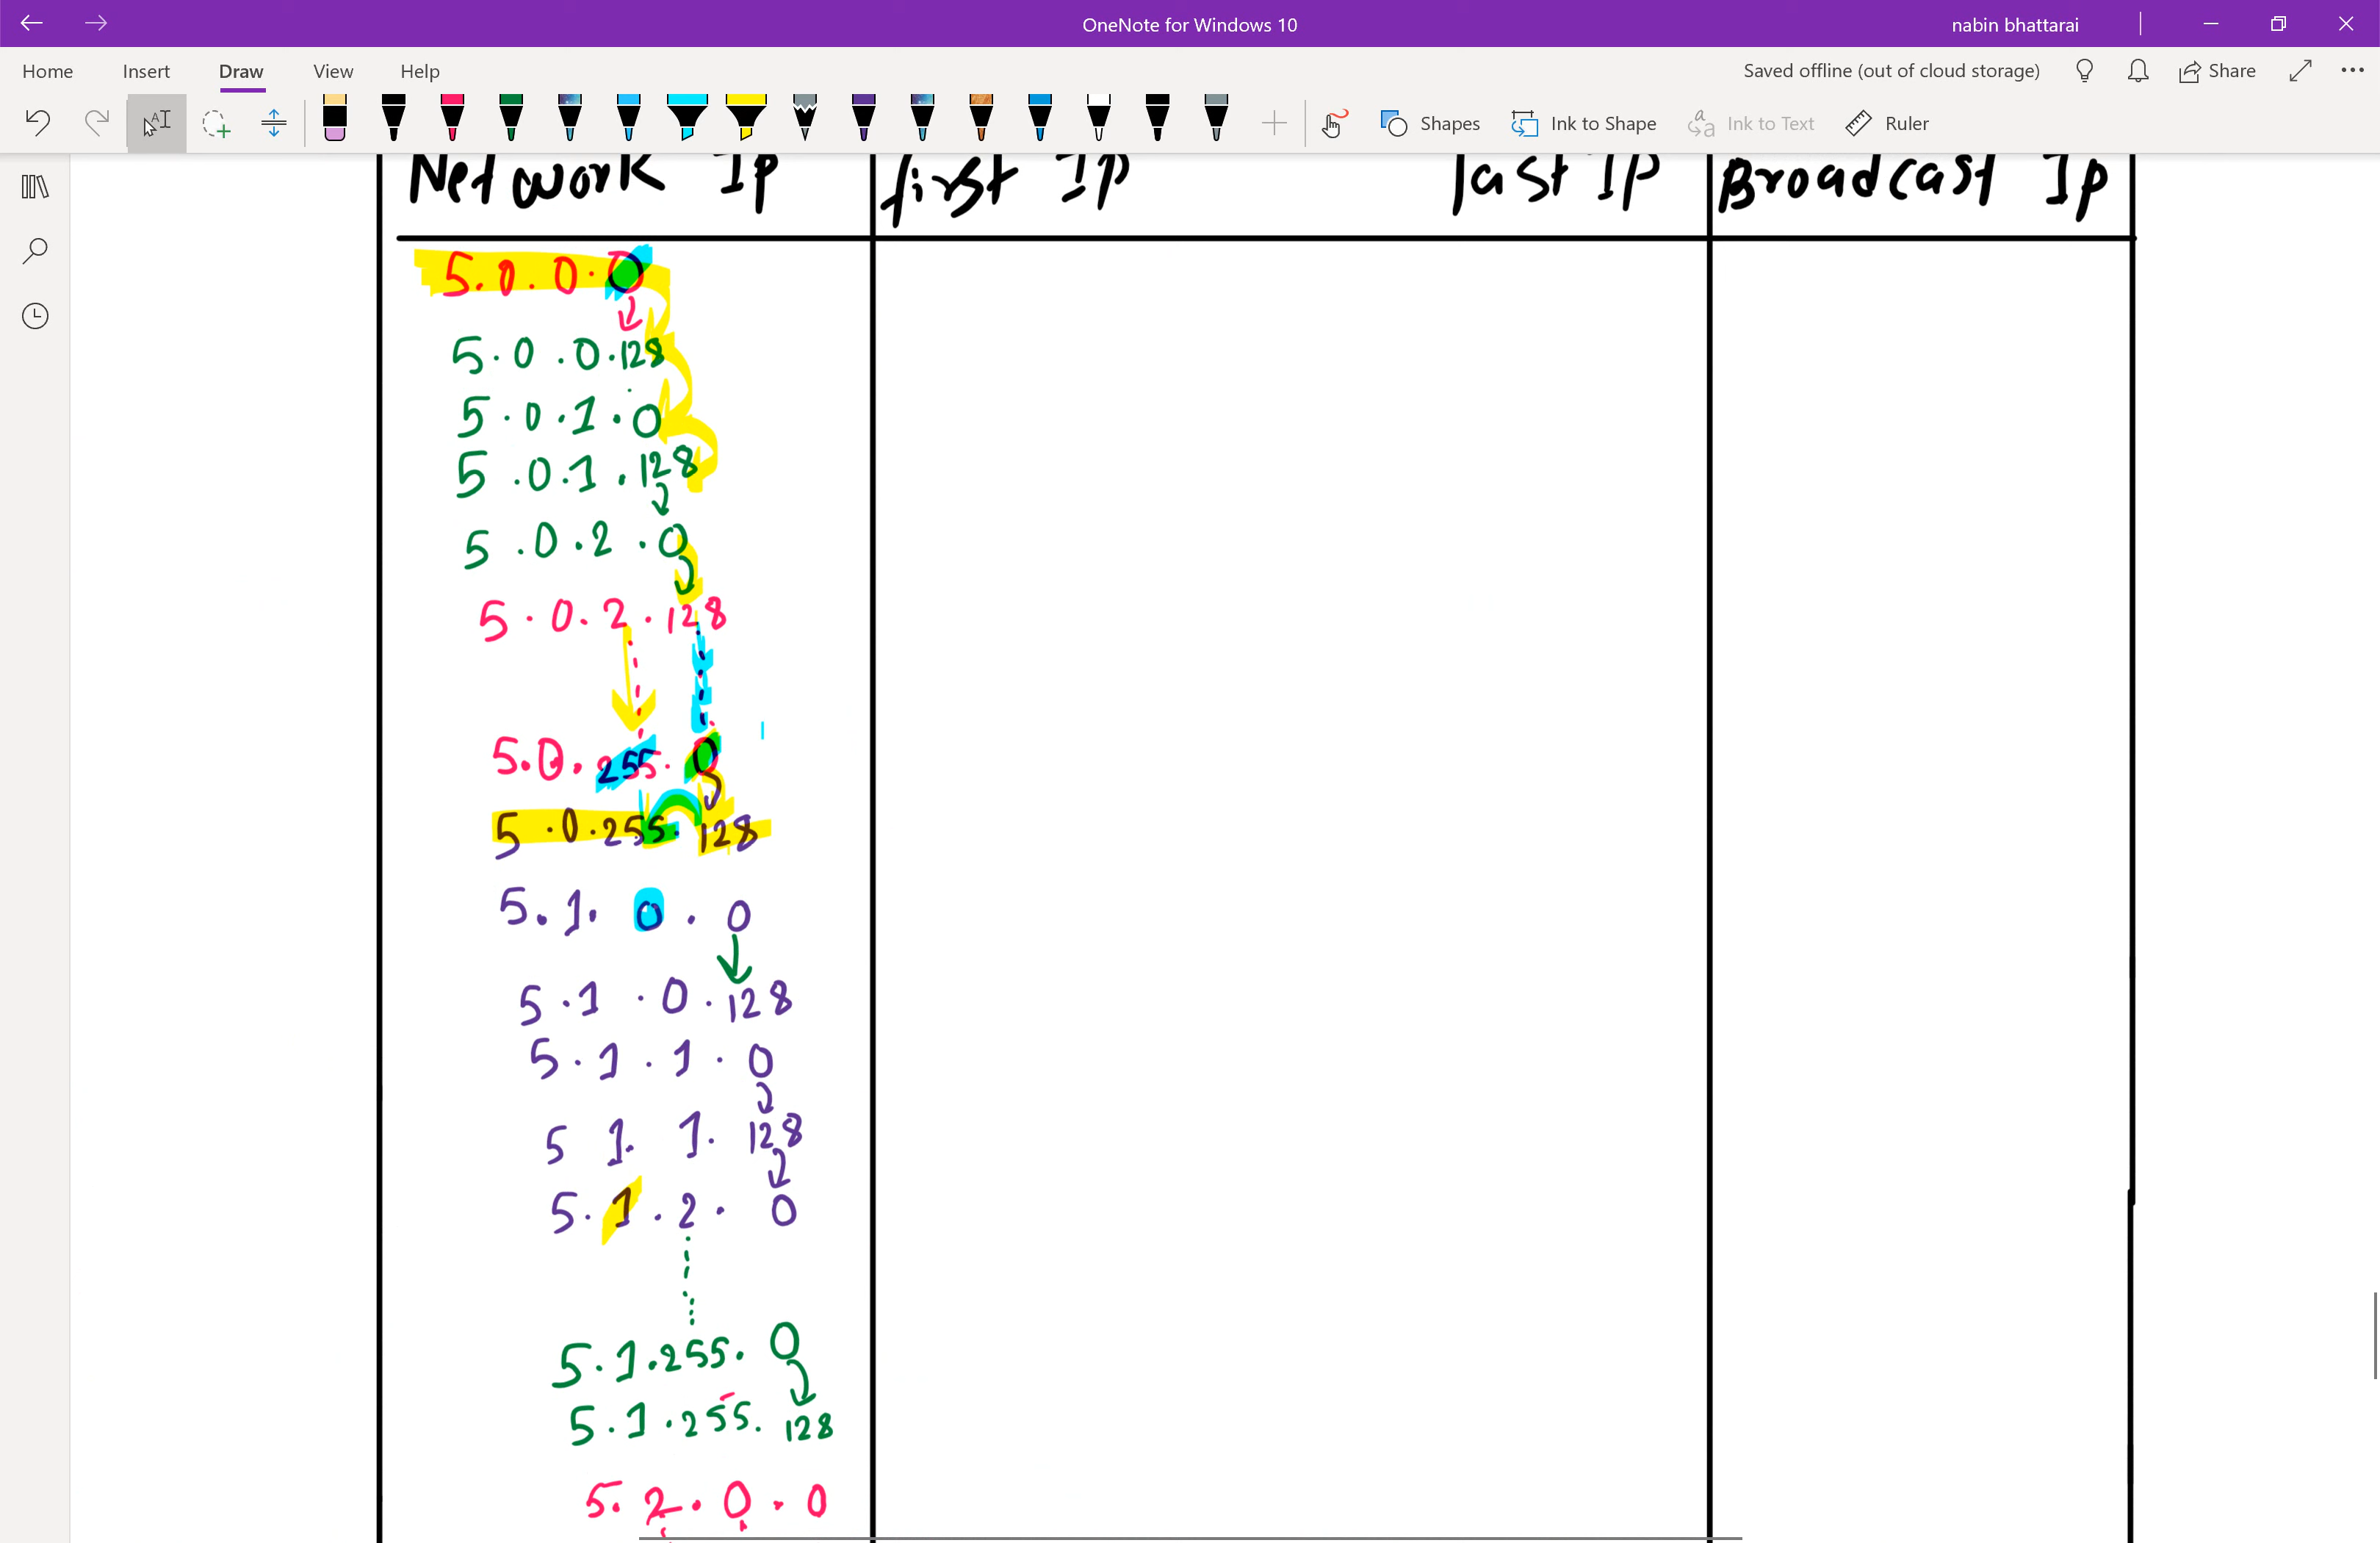 OneNote for Windows 10
nabin bhattarai
Home Insert Draw View Help
Saved offline (out of cloud storage)
Share
Shapes
Ink to Shape
Ink to Text
Ruler
Network Ip first IP last IP Broadcast Ip
5.0.0.0
5.0.0.128
5.0.1.0
5.0.1.128
5.0.2.0
5.0.2.128
5.0.255.0
5.0.255.128
5.1.0.0
5.1.0.128
5.1.1.0
5 1. 1. 128
5.1.2.0
5.1.255.0
5.1.255.128
5.2.0.0